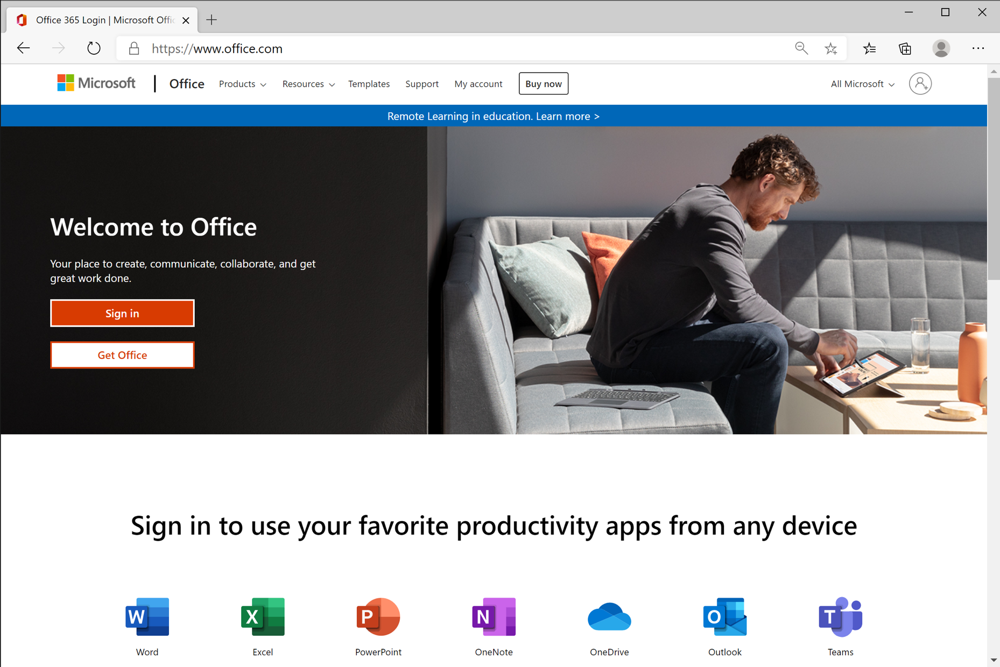 Office 365 Login | Microsoft Offic
https://www.office.com
Microsoft
Office
Products
Resources
Templates
Support
My account
Buy now
All Microsoft
Remote Learning in education. Learn more >
Welcome to Office
Your place to create, communicate, collaborate, and get
great work done.
Sign in
Get Office
Sign in to use your favorite productivity apps from any device
W
X
P
N
O
T
Word
Excel
PowerPoint
OneNote
OneDrive
Outlook
Teams